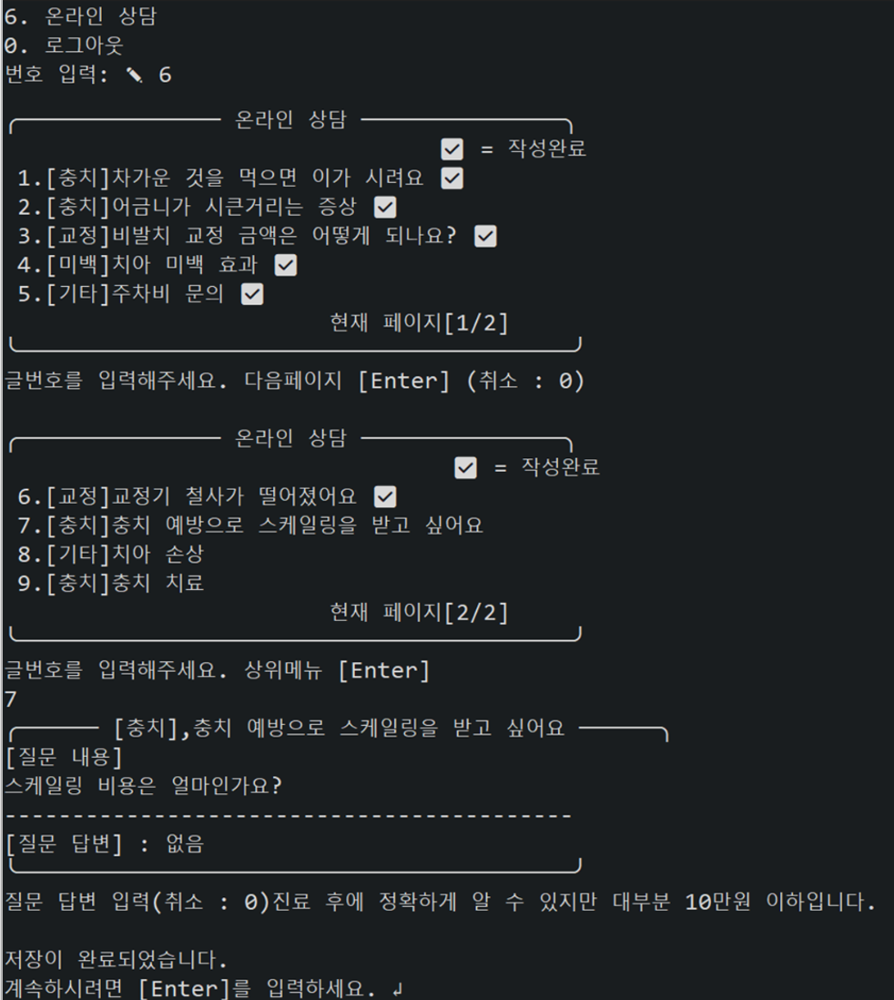 6. 온라인 상담
0. 로그아웃
번호 입력: ✎ 6
온라인 상담
☑ = 작성완료
1.[충치]차가운 것을 먹으면 이가 시려요 ☑
2.[충치]어금니가 시큰거리는 증상 ☑
3.[교정]비발치 교정 금액은 어떻게 되나요? ☑
4.[미백]치아 미백 효과 ☑
5.[기타]주차비 문의 ☑
현재 페이지[1/2]
글번호를 입력해주세요. 다음페이지 [Enter] (취소 : 0)
온라인 상담
☑ = 작성완료
6.[교정]교정기 철사가 떨어졌어요 ☑
7.[충치]충치 예방으로 스케일링을 받고 싶어요
8.[기타]치아 손상
9.[충치]충치 치료
현재 페이지[2/2]
글번호를 입력해주세요. 상위메뉴 [Enter]
7
[충치],충치 예방으로 스케일링을 받고 싶어요
[질문 내용]
스케일링 비용은 얼마인가요?
-------------------------------------------
[질문 답변] : 없음
질문 답변 입력(취소 : 0)진료 후에 정확하게 알 수 있지만 대부분 10만원 이하입니다.
저장이 완료되었습니다.
계속하시려면 [Enter]를 입력하세요. ↲